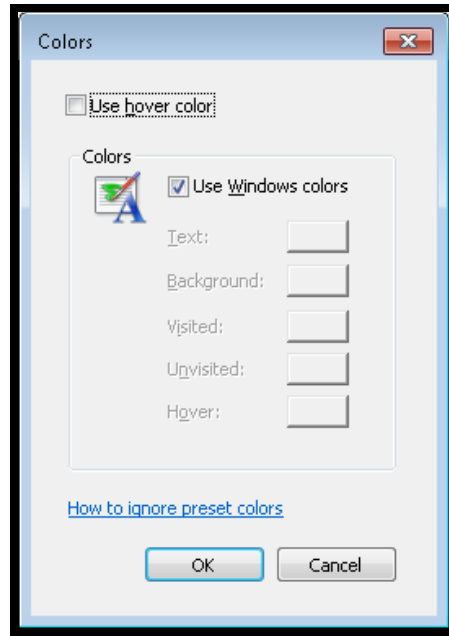 Colors
Use hover color
Colors
Use Windows colors
Text:
Background:
Visited:
Unvisited:
Hover:
How to ignore preset colors
OK Cancel